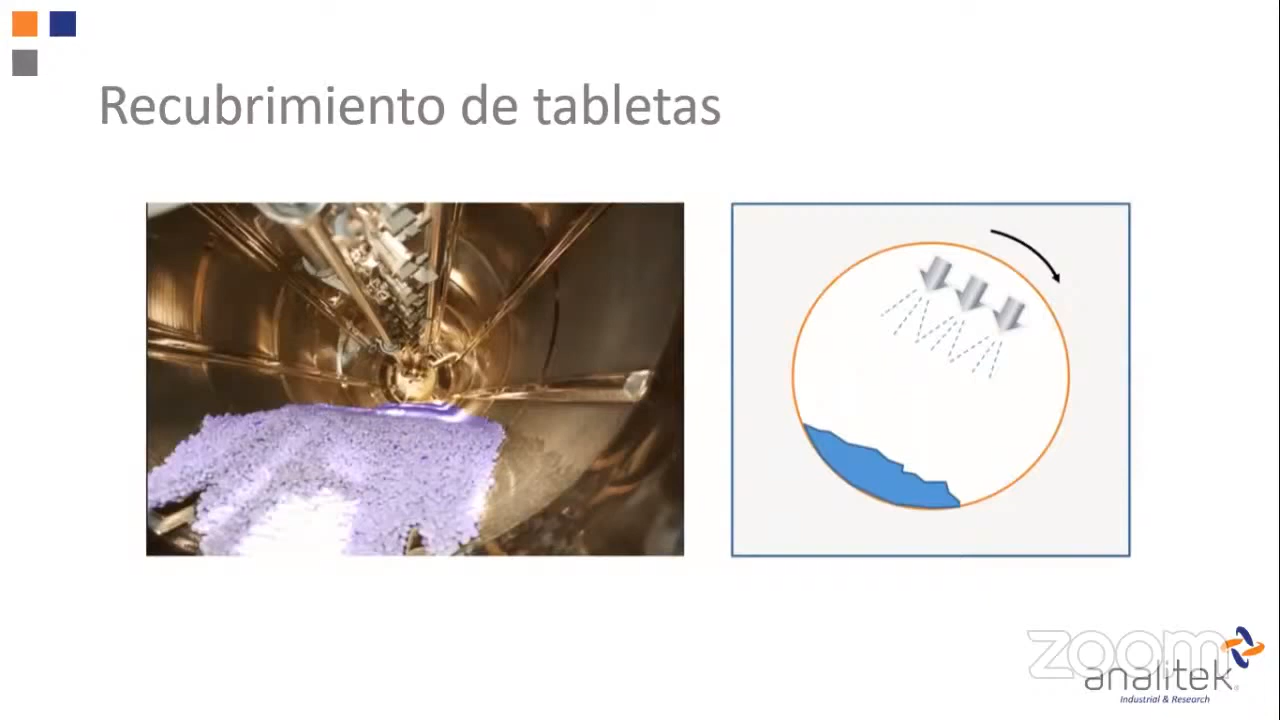 Recubrimiento de tabletas
zoom
analitek
Industrial & Research